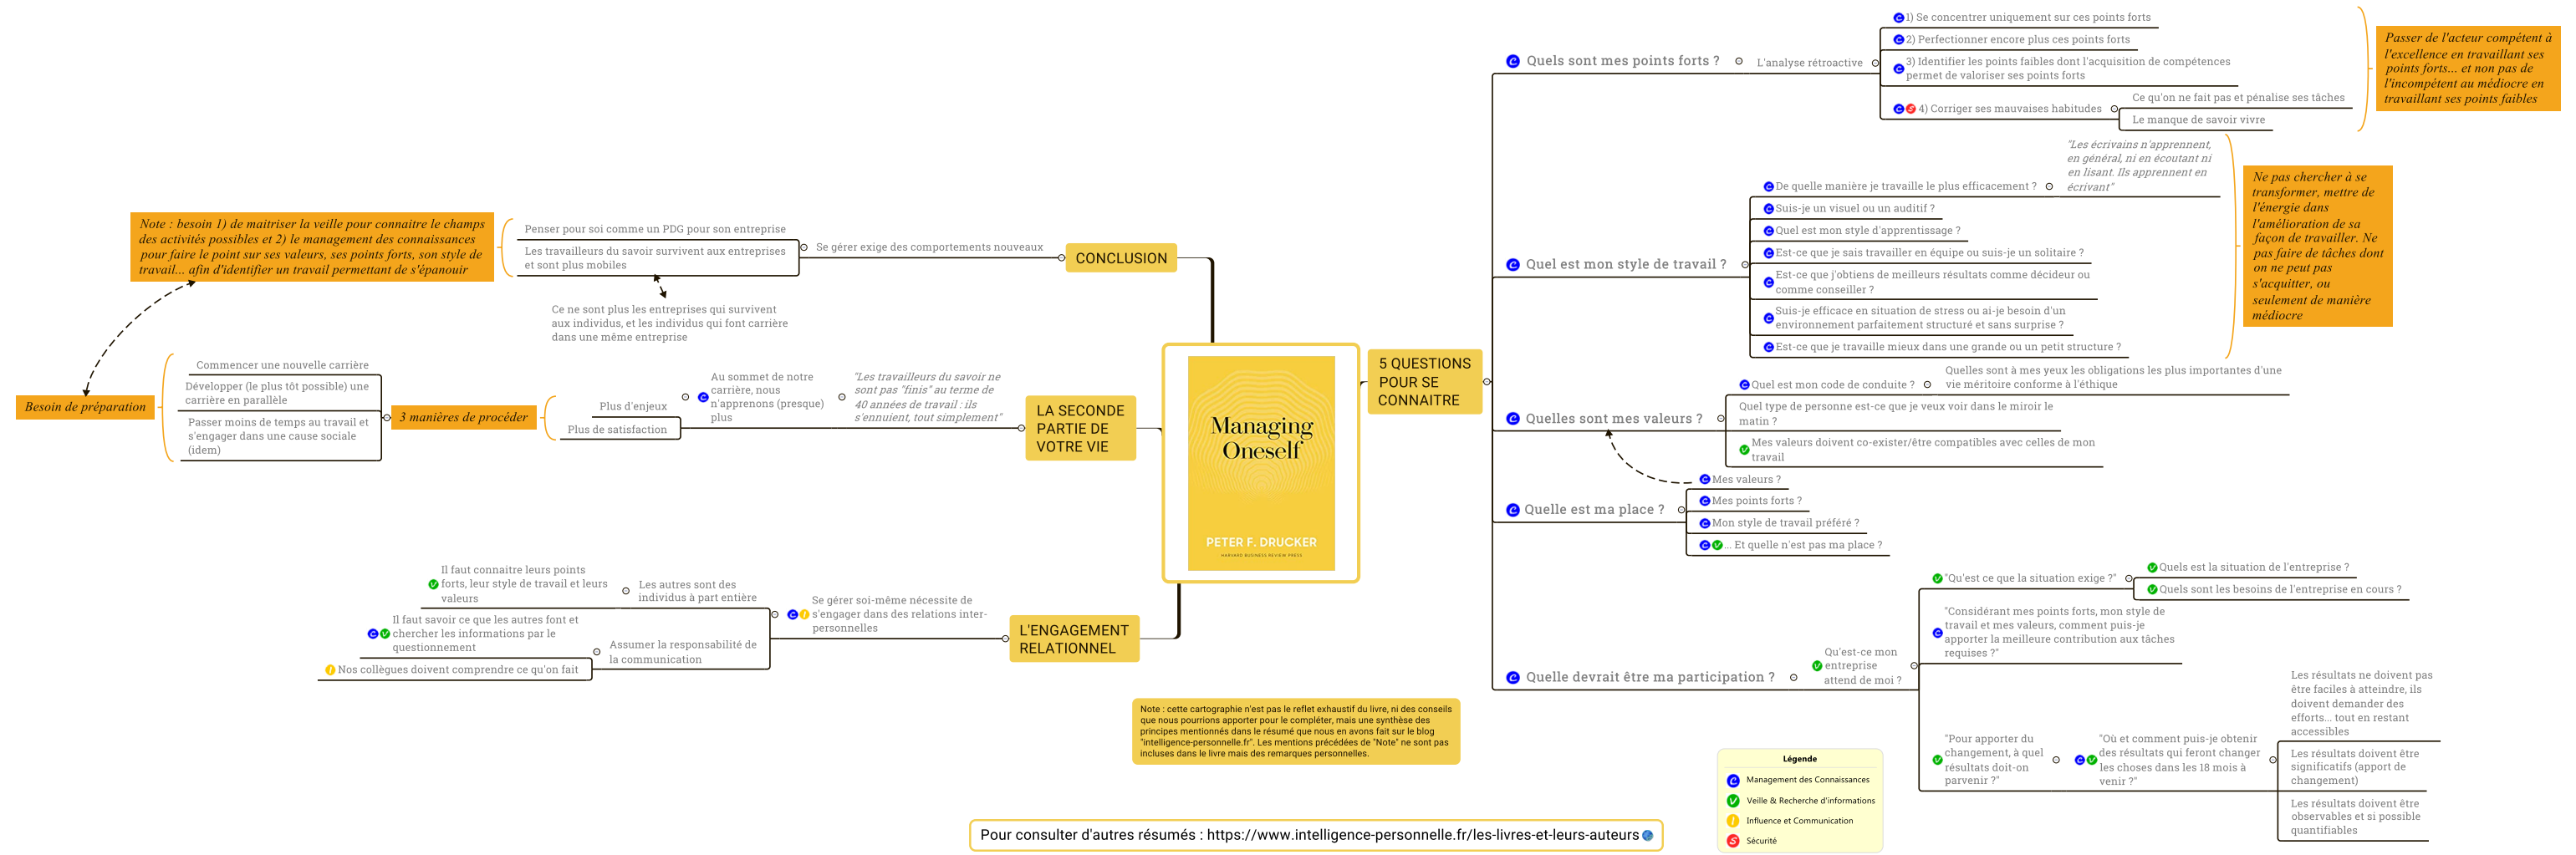 Managing
Oneself
PETER F. DRUCKER
HARVARD BUSINESS REVIEW PRESS
5 QUESTIONS
POUR SE
CONNAITRE
Quels sont mes points forts ?
L'analyse rétroactive
1) Se concentrer uniquement sur ces points forts
2) Perfectionner encore plus ces points forts
3) Identifier les points faibles dont l'acquisition de compétences
permet de valoriser ses points forts
4) Corriger ses mauvaises habitudes
Ce qu'on ne fait pas et pénalise ses tâches
Le manque de savoir vivre
Passer de l'acteur compétent à
l'excellence en travaillant ses
points forts... et non pas de
l'incompétent au médiocre en
travaillant ses points faibles
Quel est mon style de travail ?
De quelle manière je travaille le plus efficacement ?
"Les écrivains n'apprennent,
en général, ni en écoutant ni
en lisant. Ils apprennent en
écrivant"
Suis-je un visuel ou un auditif ?
Quel est mon style d'apprentissage ?
Est-ce que je sais travailler en équipe ou suis-je un solitaire ?
Est-ce que j'obtiens de meilleurs résultats comme décideur ou
comme conseiller ?
Suis-je efficace en situation de stress ou ai-je besoin d'un
environnement parfaitement structuré et sans surprise ?
Est-ce que je travaille mieux dans une grande ou un petit structure ?
Ne pas chercher à se
transformer, mettre de
l'énergie dans
l'amélioration de sa
façon de travailler. Ne
pas faire de tâches dont
on ne peut pas
s'acquitter, ou
seulement de manière
médiocre
Quelles sont mes valeurs ?
Quel est mon code de conduite ?
Quelles sont à mes yeux les obligations les plus importantes d'une
vie méritoire conforme à l'éthique
Quel type de personne est-ce que je veux voir dans le miroir le
matin ?
Mes valeurs doivent co-exister/être compatibles avec celles de mon
travail
Quelle est ma place ?
Mes valeurs ?
Mes points forts ?
Mon style de travail préféré ?
... Et quelle n'est pas ma place ?
Quelle devrait être ma participation ?
Qu'est-ce mon
entreprise
attend de moi ?
"Qu'est ce que la situation exige ?"
Quels est la situation de l'entreprise ?
Quels sont les besoins de l'entreprise en cours ?
"Considérant mes points forts, mon style de
travail et mes valeurs, comment puis-je
apporter la meilleure contribution aux tâches
requises ?"
"Pour apporter du
changement, à quel
résultats doit-on
parvenir ?"
"Où et comment puis-je obtenir
des résultats qui feront changer
les choses dans les 18 mois à
venir ?"
Les résultats ne doivent pas
être faciles à atteindre, ils
doivent demander des
efforts... tout en restant
accessibles
Les résultats doivent être
significatifs (apport de
changement)
Les résultats doivent être
observables et si possible
quantifiables
L'ENGAGEMENT
RELATIONNEL
Se gérer soi-même nécessite de
s'engager dans des relations inter-
personnelles
Les autres sont des
individus à part entière
Il faut connaitre leurs points
forts, leur style de travail et leurs
valeurs
Assumer la responsabilité de
la communication
Il faut savoir ce que les autres font et
chercher les informations par le
questionnement
Nos collègues doivent comprendre ce qu'on fait
LA SECONDE
PARTIE DE
VOTRE VIE
"Les travailleurs du savoir ne
sont pas "finis" au terme de
40 années de travail : ils
s'ennuient, tout simplement"
Au sommet de notre
carrière, nous
n'apprenons (presque)
plus
Plus d'enjeux
Plus de satisfaction
3 manières de procéder
Commencer une nouvelle carrière
Développer (le plus tôt possible) une
carrière en parallèle
Passer moins de temps au travail et
s'engager dans une cause sociale
(idem)
Besoin de préparation
CONCLUSION
Se gérer exige des comportements nouveaux
Penser pour soi comme un PDG pour son entreprise
Les travailleurs du savoir survivent aux entreprises
et sont plus mobiles
Ce ne sont plus les entreprises qui survivent
aux individus, et les individus qui font carrière
dans une même entreprise
Note : besoin 1) de maitriser la veille pour connaitre le champs
des activités possibles et 2) le management des connaissances
pour faire le point sur ses valeurs, ses points forts, son style de
travail... afin d'identifier un travail permettant de s'épanouir
Note : cette cartographie n'est pas le reflet exhaustif du livre, ni des conseils
que nous pourrions apporter pour le compléter, mais une synthèse des
principes mentionnés dans le résumé que nous en avons fait sur le blog
"intelligence-personnelle.fr". Les mentions précédées de "Note" ne sont pas
incluses dans le livre mais des remarques personnelles.
Légende
C Management des Connaissances
V Veille & Recherche d'informations
I Influence et Communication
S Sécurité
Pour consulter d'autres résumés : https://www.intelligence-personnelle.fr/les-livres-et-leurs-auteurs